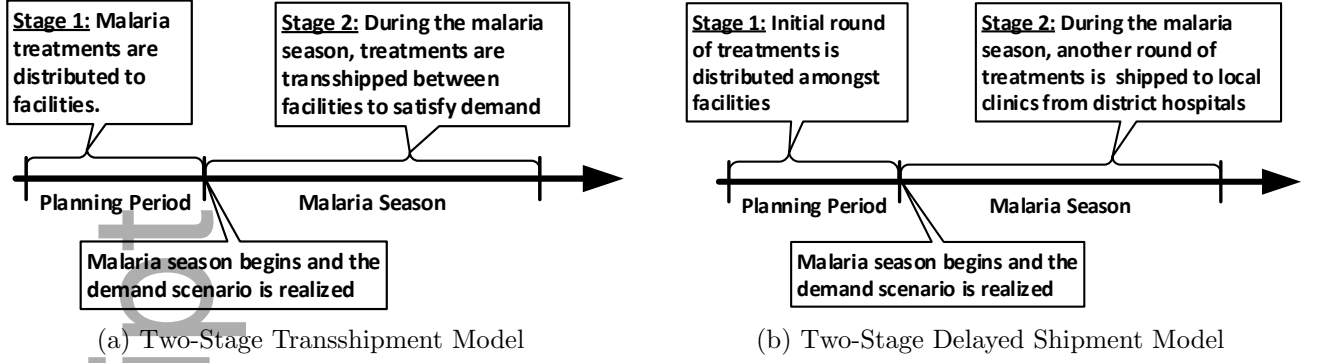 Stage 1: Malaria
treatments are
distributed to
facilities.
Stage 2: During the malaria
season, treatments are
transshipped between
facilities to satisfy demand
Planning Period
Malaria Season
Malaria season begins and the
demand scenario is realized
(a) Two-Stage Transshipment Model
Stage 1: Initial round
of treatments is
distributed amongst
facilities
Stage 2: During the malaria
season, another round of
treatments is shipped to local
clinics from district hospitals
Planning Period
Malaria Season
Malaria season begins and the
demand scenario is realized
(b) Two-Stage Delayed Shipment Model